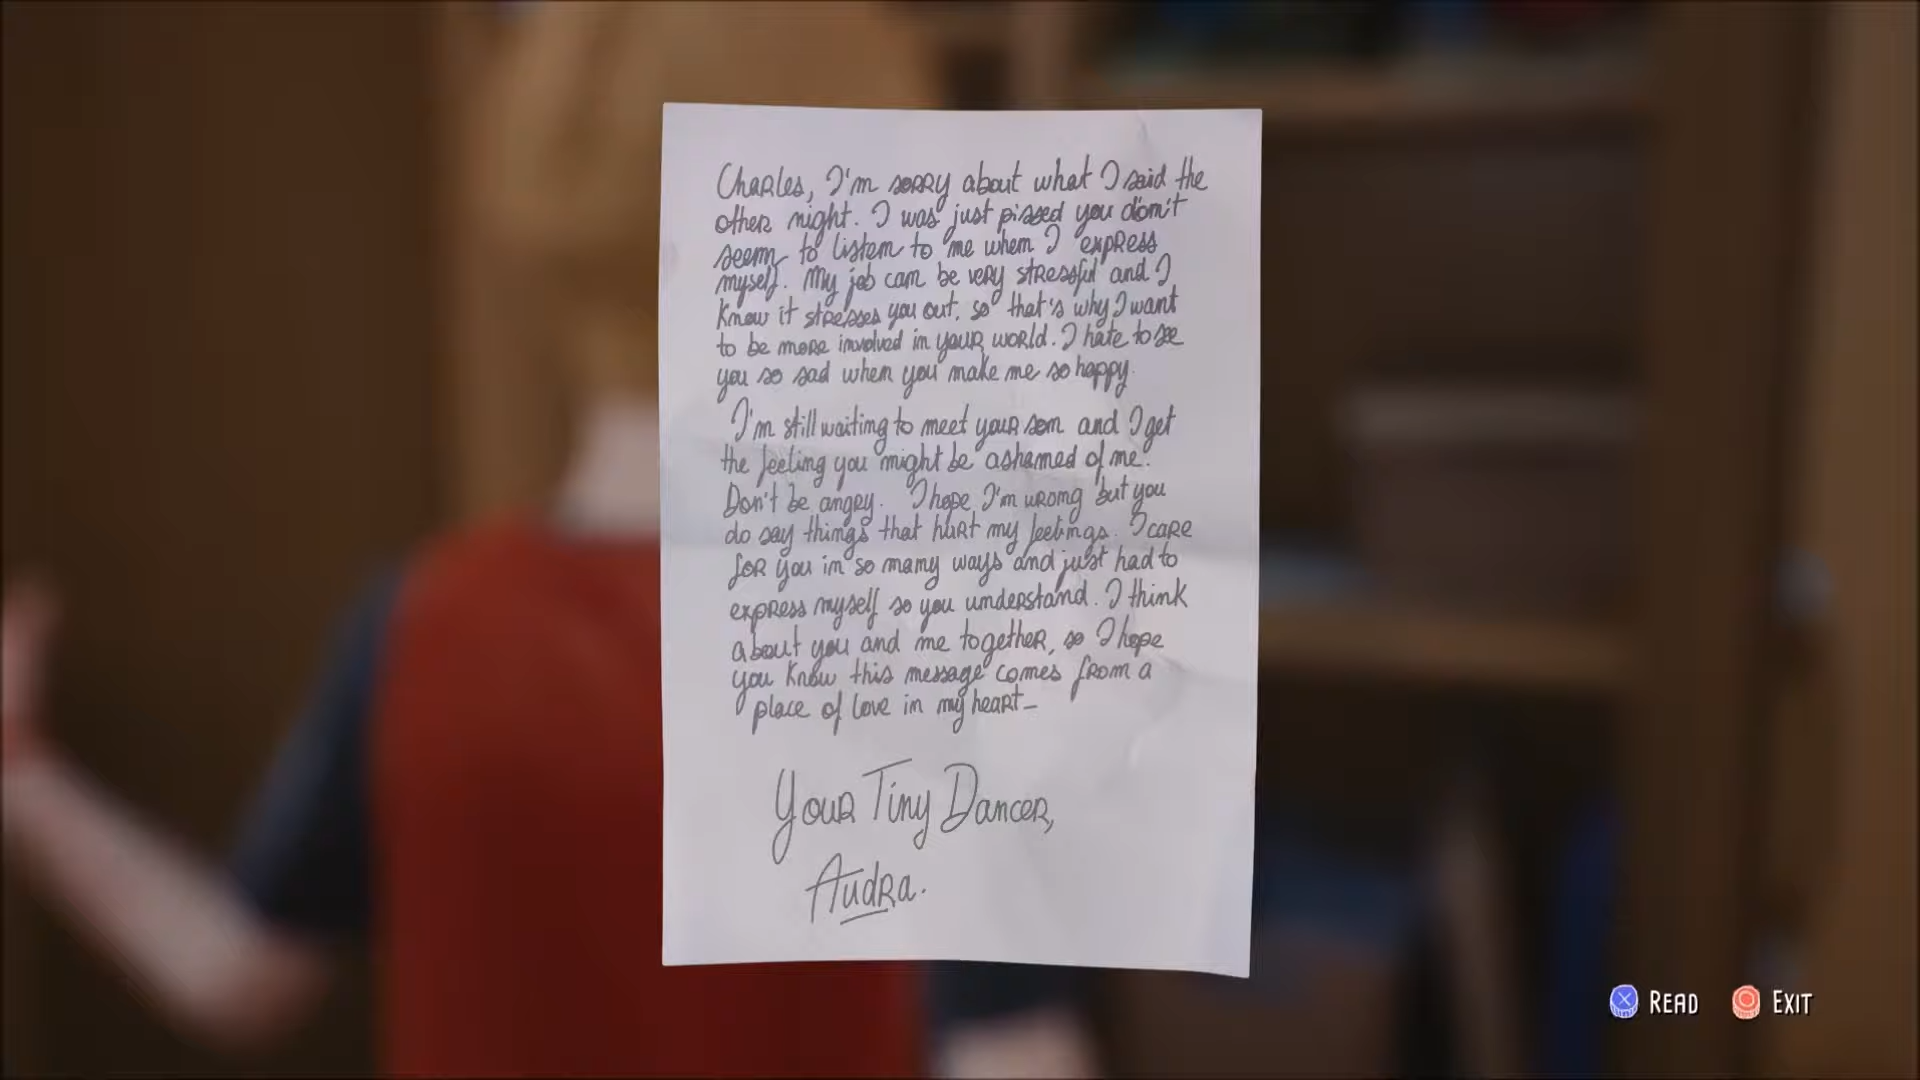 Charles, I'm sorry about what I said the
other night. I was just pissed you don't
seem to listen to me when I express
myself. My job can be very stressful and I
know it stresses you out, so that's why I want
to be more involved in your world. I hate to see
you so sad when you make me so happy.
I'm still waiting to meet your son and I get
the feeling you might be ashamed of me.
Don't be angry. I hope I'm wrong but you
do say things that hurt my feelings. I care
for you in so many ways and just had to
express myself so you understand. I think
about you and me together, so I hope
you know this message comes from a
place of love in my heart_
Your Tiny Dancer,
Audra.
READ EXIT